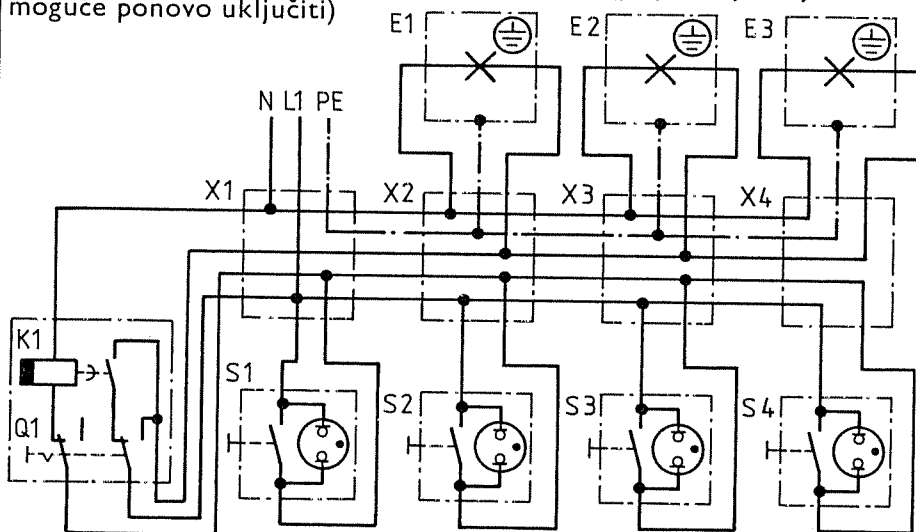 moguće ponovo uključiti)
E1
E2
E3
N L1 PE
X1
X2
X3
X4
K1
S1
S2
S3
S4
Q1